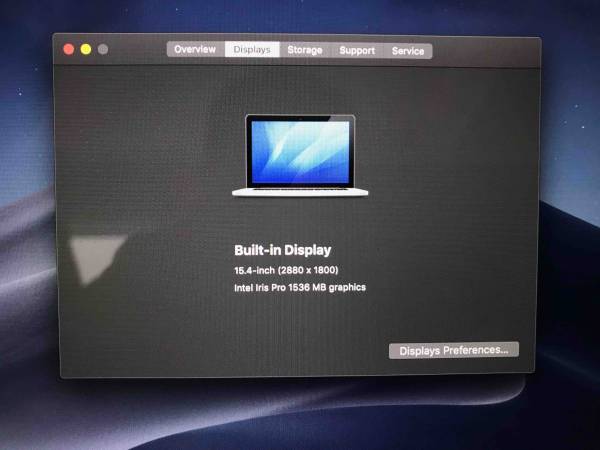 Overview Displays Storage Support Service
Built-in Display
15.4-inch (2880 x 1800)
Intel Iris Pro 1536 MB graphics
Displays Preferences...